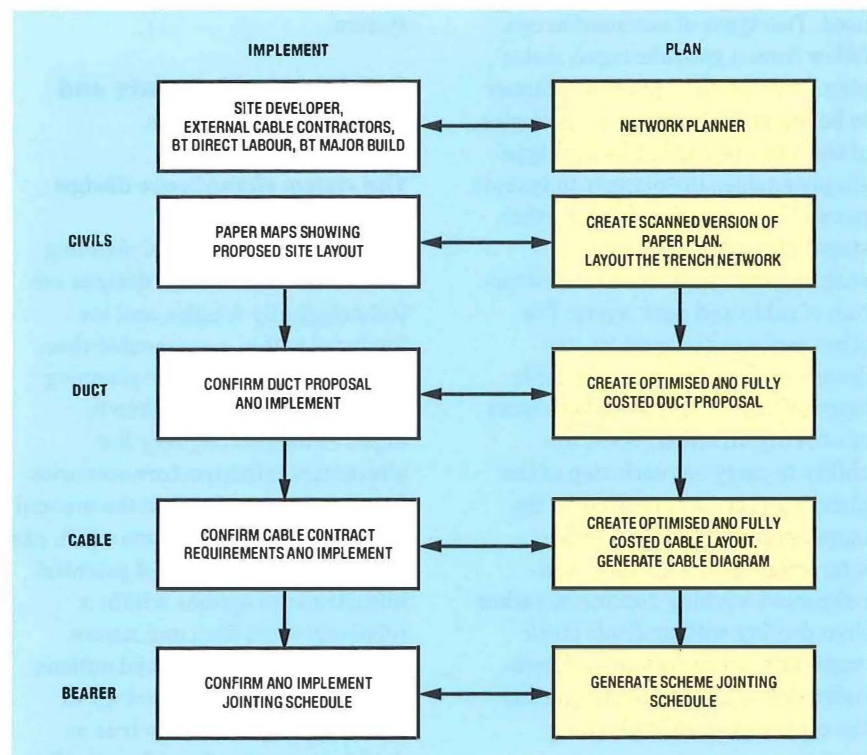 IMPLEMENT
PLAN
SITE DEVELOPER,
EXTERNAL CABLE CONTRACTORS,
BT DIRECT LABOUR, BT MAJOR BUILD
NETWORK PLANNER
CIVILS
PAPER MAPS SHOWING
PROPOSED SITE LAYOUT
CREATE SCANNED VERSION OF
PAPER PLAN.
LAYOUT THE TRENCH NETWORK
DUCT
CONFIRM DUCT PROPOSAL
AND IMPLEMENT
CREATE OPTIMISED AND FULLY
COSTED DUCT PROPOSAL
CABLE
CONFIRM CABLE CONTRACT
REQUIREMENTS AND IMPLEMENT
CREATE OPTIMISED AND FULLY
COSTED CABLE LAYOUT.
GENERATE CABLE DIAGRAM
BEARER
CONFIRM AND IMPLEMENT
JOINTING SCHEDULE
GENERATE SCHEME JOINTING
SCHEDULE